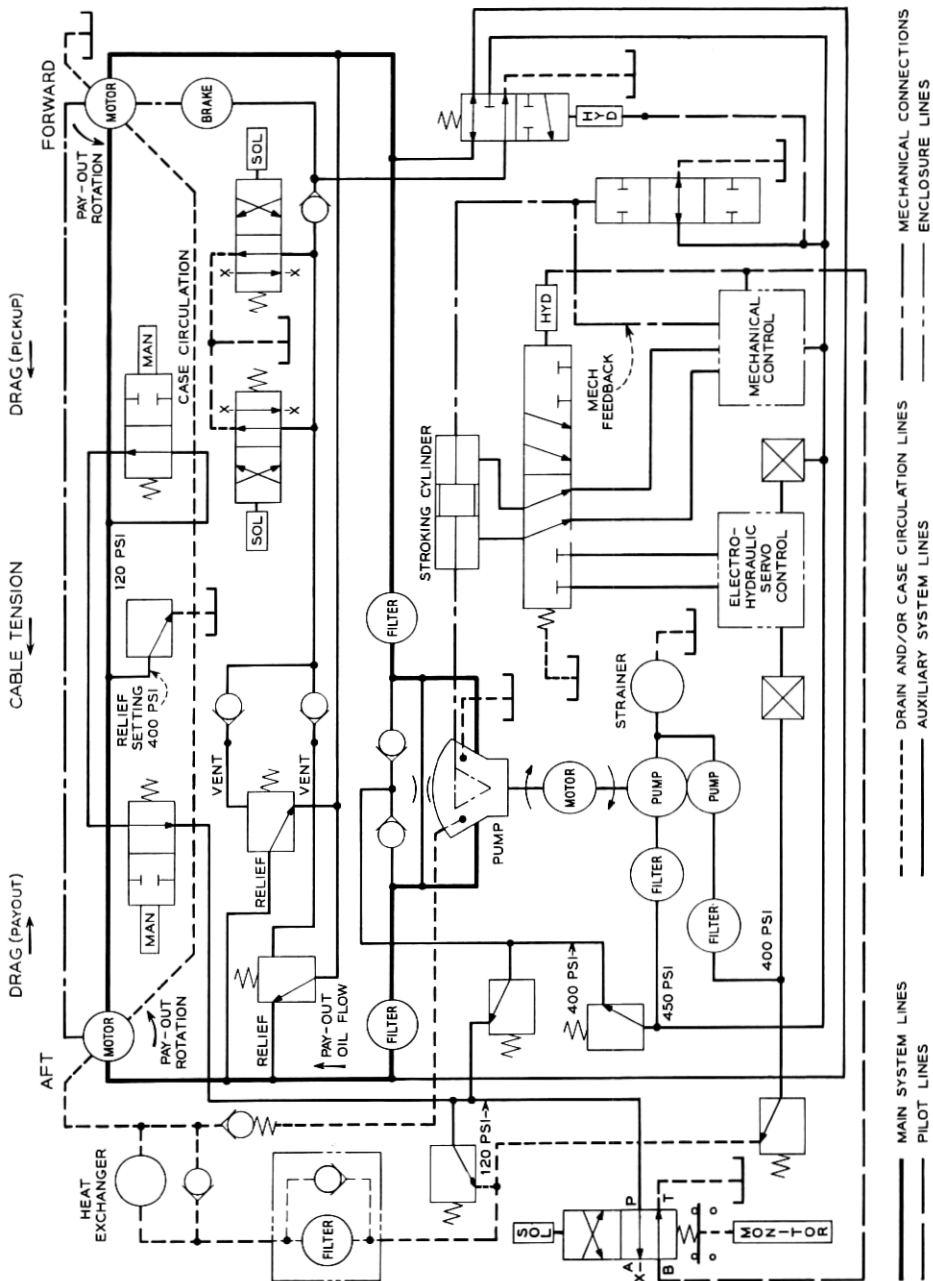 DRAG (PAYOUT)
CABLE TENSION
DRAG (PICKUP)
AFT
FORWARD
MOTOR
PAY-OUT
ROTATION
MAN
RELIEF
SETTING
400 PSI
120 PSI
MAN
CASE CIRCULATION
PAY-OUT
ROTATION
MOTOR
BRAKE
HEAT
EXCHANGER
FILTER
RELIEF
RELIEF
VENT
VENT
PAY-OUT
OIL FLOW
SOL
X
X
X
X
SOL
FILTER
FILTER
PUMP
STROKING CYLINDER
MOTOR
PUMP
PUMP
FILTER
FILTER
STRAINER
400 PSI
450 PSI
400 PSI
120 PSI
HYD
HYD
MECH
FEEDBACK
MECHANICAL
CONTROL
ELECTRO-
HYDRAULIC
SERVO
CONTROL
SOL
A
P
X
B
T
MONITOR
MAIN SYSTEM LINES
PILOT LINES
DRAIN AND/OR CASE CIRCULATION LINES
AUXILIARY SYSTEM LINES
MECHANICAL CONNECTIONS
ENCLOSURE LINES